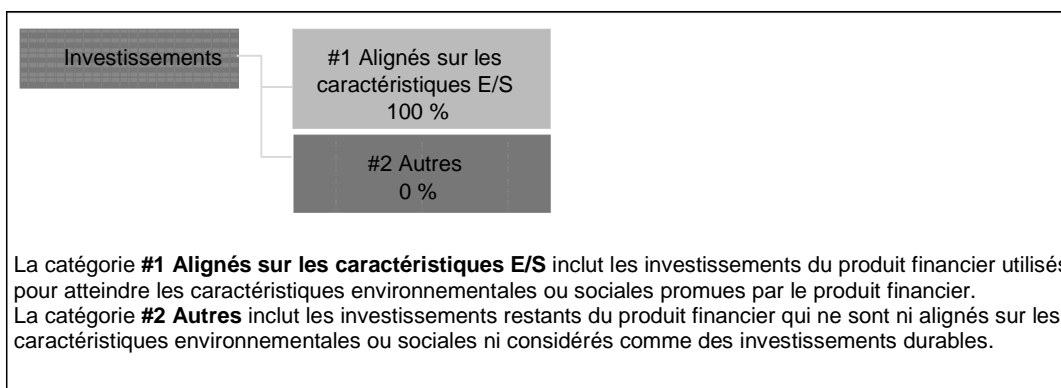 Investissements
#1 Alignés sur les
caractéristiques E/S
100 %
#2 Autres
0 %
La catégorie #1 Alignés sur les caractéristiques E/S inclut les investissements du produit financier utilisés
pour atteindre les caractéristiques environnementales ou sociales promues par le produit financier.
La catégorie #2 Autres inclut les investissements restants du produit financier qui ne sont ni alignés sur les
caractéristiques environnementales ou sociales ni considérés comme des investissements durables.